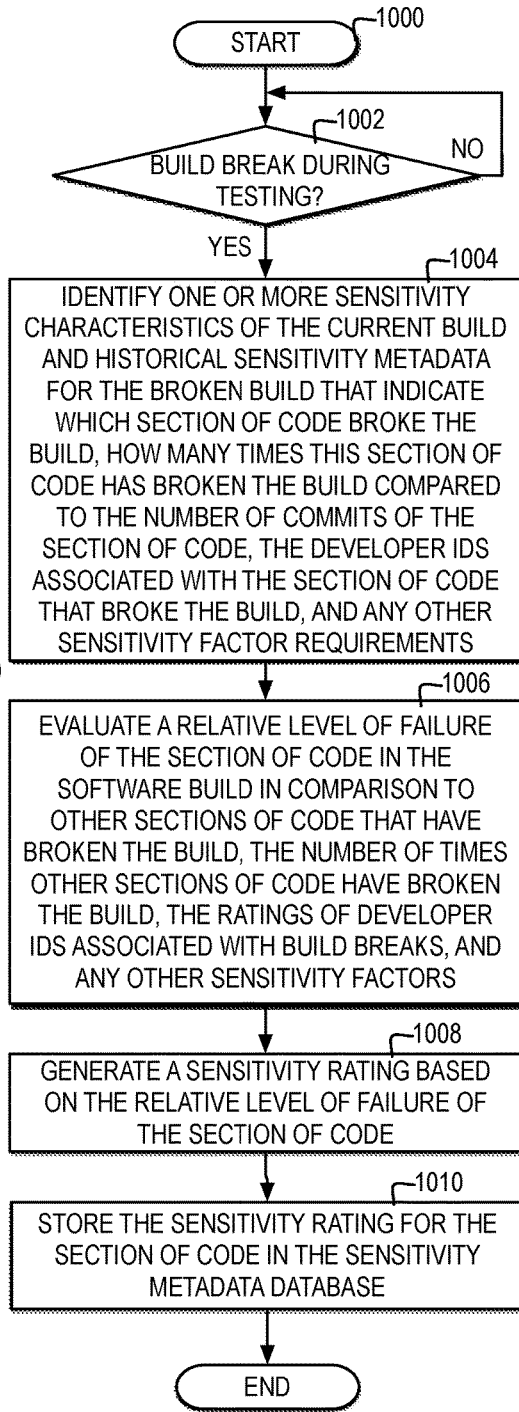 START
1000
1002
BUILD BREAK DURING
TESTING?
NO
YES
1004
IDENTIFY ONE OR MORE SENSITIVITY
CHARACTERISTICS OF THE CURRENT BUILD
AND HISTORICAL SENSITIVITY METADATA
FOR THE BROKEN BUILD THAT INDICATE
WHICH SECTION OF CODE BROKE THE
BUILD, HOW MANY TIMES THIS SECTION OF
CODE HAS BROKEN THE BUILD COMPARED
TO THE NUMBER OF COMMITS OF THE
SECTION OF CODE, THE DEVELOPER IDS
ASSOCIATED WITH THE SECTION OF CODE
THAT BROKE THE BUILD, AND ANY OTHER
SENSITIVITY FACTOR REQUIREMENTS
1006
EVALUATE A RELATIVE LEVEL OF FAILURE
OF THE SECTION OF CODE IN THE
SOFTWARE BUILD IN COMPARISON TO
OTHER SECTIONS OF CODE THAT HAVE
BROKEN THE BUILD, THE NUMBER OF TIMES
OTHER SECTIONS OF CODE HAVE BROKEN
THE BUILD, THE RATINGS OF DEVELOPER
IDS ASSOCIATED WITH BUILD BREAKS, AND
ANY OTHER SENSITIVITY FACTORS
1008
GENERATE A SENSITIVITY RATING BASED
ON THE RELATIVE LEVEL OF FAILURE OF
THE SECTION OF CODE
1010
STORE THE SENSITIVITY RATING FOR THE
SECTION OF CODE IN THE SENSITIVITY
METADATA DATABASE
END